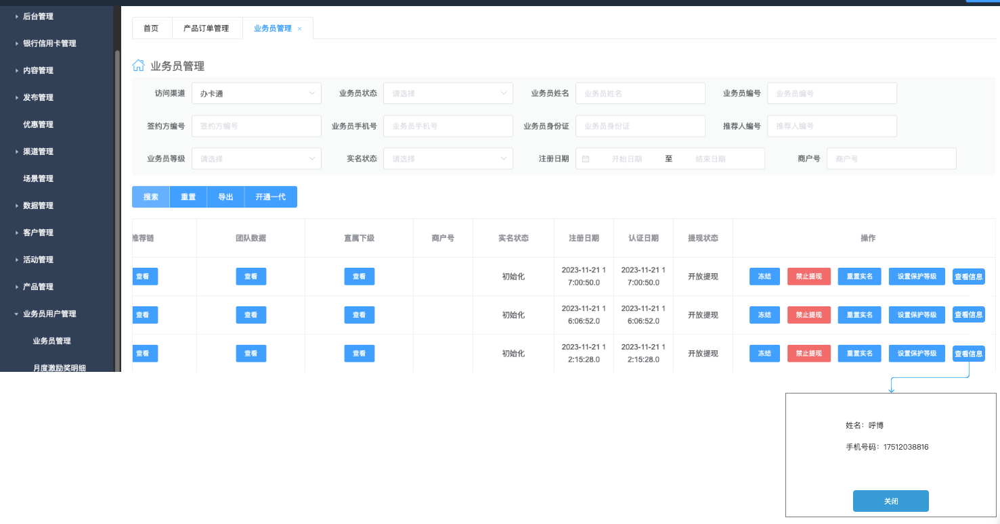 后台管理
银行信用卡管理
内容管理
发布管理
优惠管理
渠道管理
场景管理
数据管理
客户管理
活动管理
产品管理
业务员用户管理
业务员管理
月度激励奖明细
首页 产品订单管理 业务员管理 ×
业务员管理
访问渠道 办卡通 业务员状态 请选择 业务员姓名 业务员姓名 业务员编号 业务员编号
签约方编号 签约方编号 业务员手机号 业务员手机号 业务员身份证 业务员身份证 推荐人编号 推荐人编号
业务员等级 请选择 实名状态 请选择 注册日期 开始日期 至 结束日期 商户号 商户号
搜索 重置 导出 开通一代
推荐链 团队数据 直属下级 商户号 实名状态 注册日期 认证日期 提现状态 操作
查看 查看 查看 初始化 2023-11-21 1 2023-11-21 1 开放提现 冻结 禁止提现 重置实名 设置保护等级 查看信息
7:00:50.0 7:00:50.0
查看 查看 查看 初始化 2023-11-21 1 2023-11-21 1 开放提现 冻结 禁止提现 重置实名 设置保护等级 查看信息
6:06:52.0 6:06:52.0
查看 查看 查看 初始化 2023-11-21 1 2023-11-21 1 开放提现 冻结 禁止提现 重置实名 设置保护等级 查看信息
2:15:28.0 2:15:28.0
姓名：呼博
手机号码：17512038816
关闭